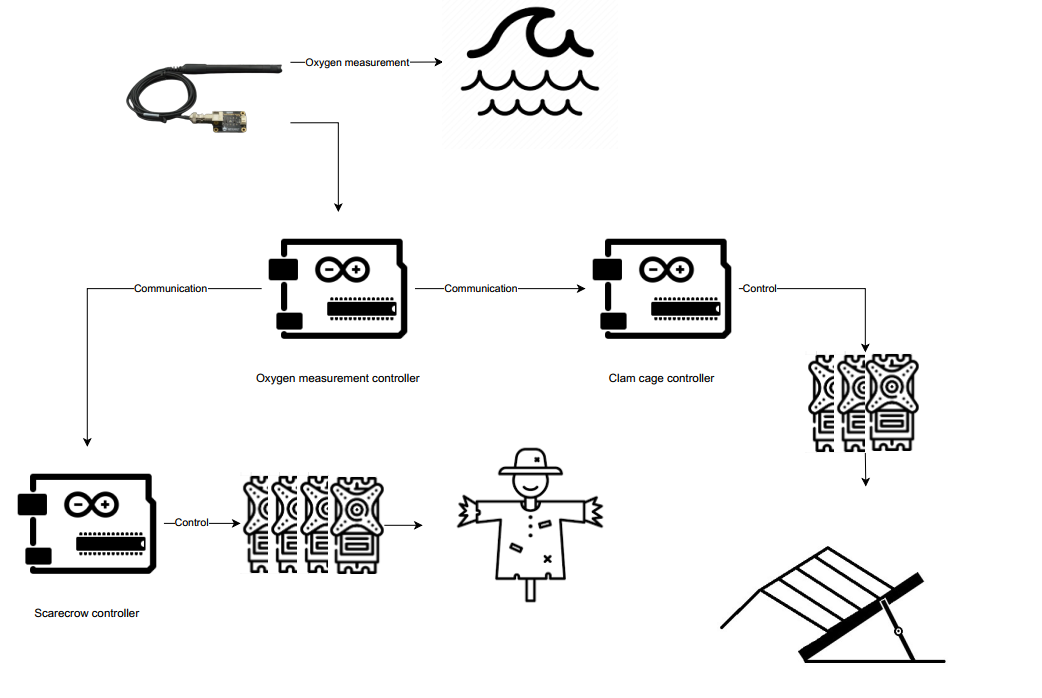 Oxygen measurement
Communication
Communication
Control
Oxygen measurement controller
Clam cage controller
Control
Scarecrow controller